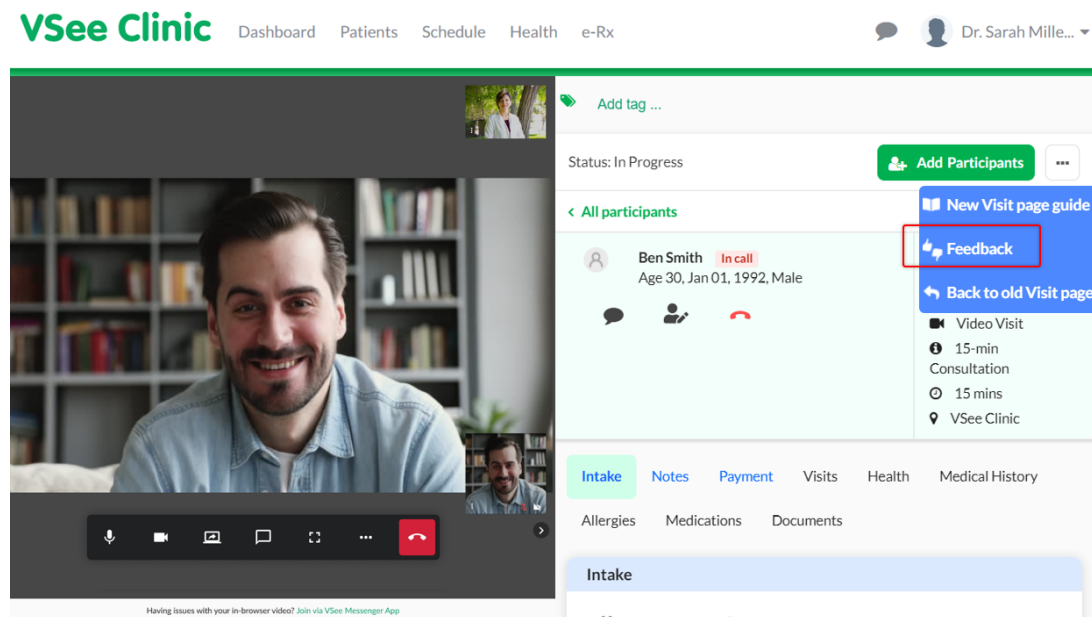 VSee Clinic
Dashboard Patients Schedule Health e-Rx
Dr. Sarah Mille...
Add tag ...
Status: In Progress
Add Participants
New Visit page guide
< All participants
Feedback
Ben Smith In call
Age 30, Jan 01, 1992, Male
Back to old Visit page
Video Visit
15-min
Consultation
15 mins
VSee Clinic
Intake Notes Payment Visits Health Medical History
Allergies Medications Documents
Intake
Having issues with your in-browser video? Join via VSee Messenger App